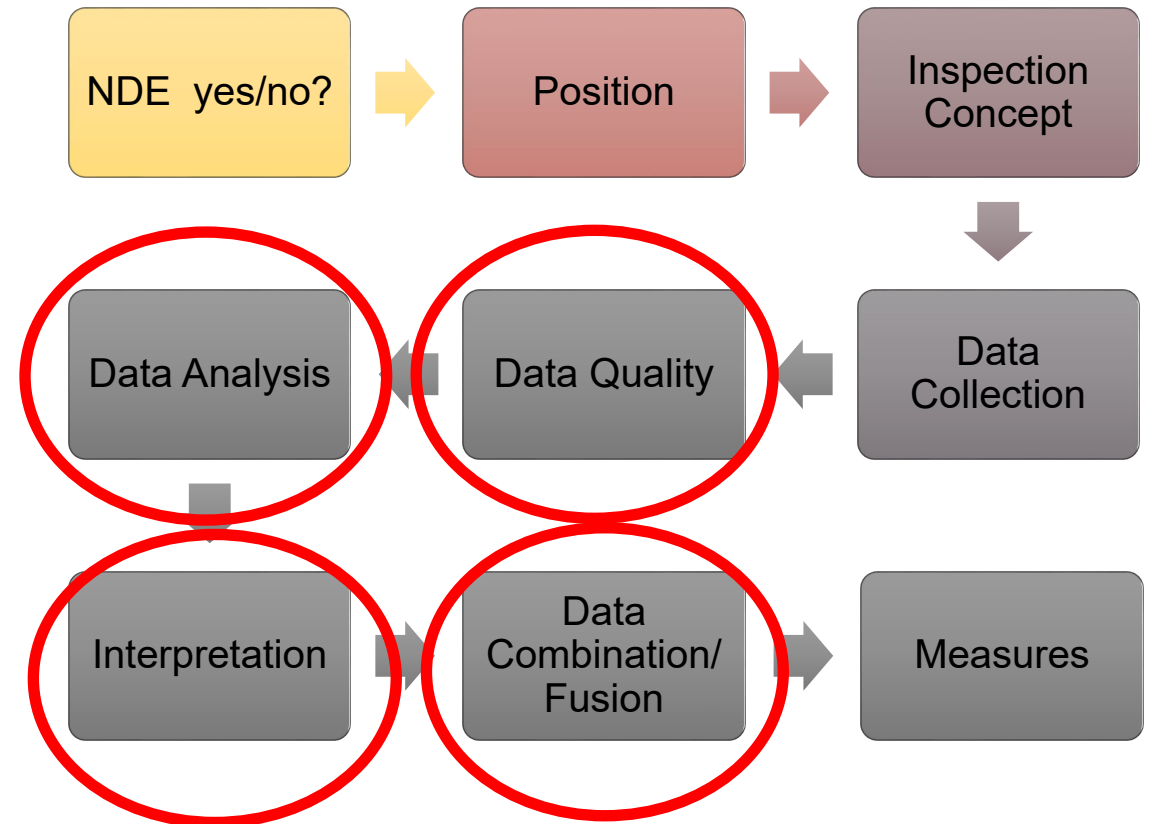 NDE yes/no?
Position
Inspection
Concept
Data Analysis
Data Quality
Data
Collection
Interpretation
Data
Combination/
Fusion
Measures